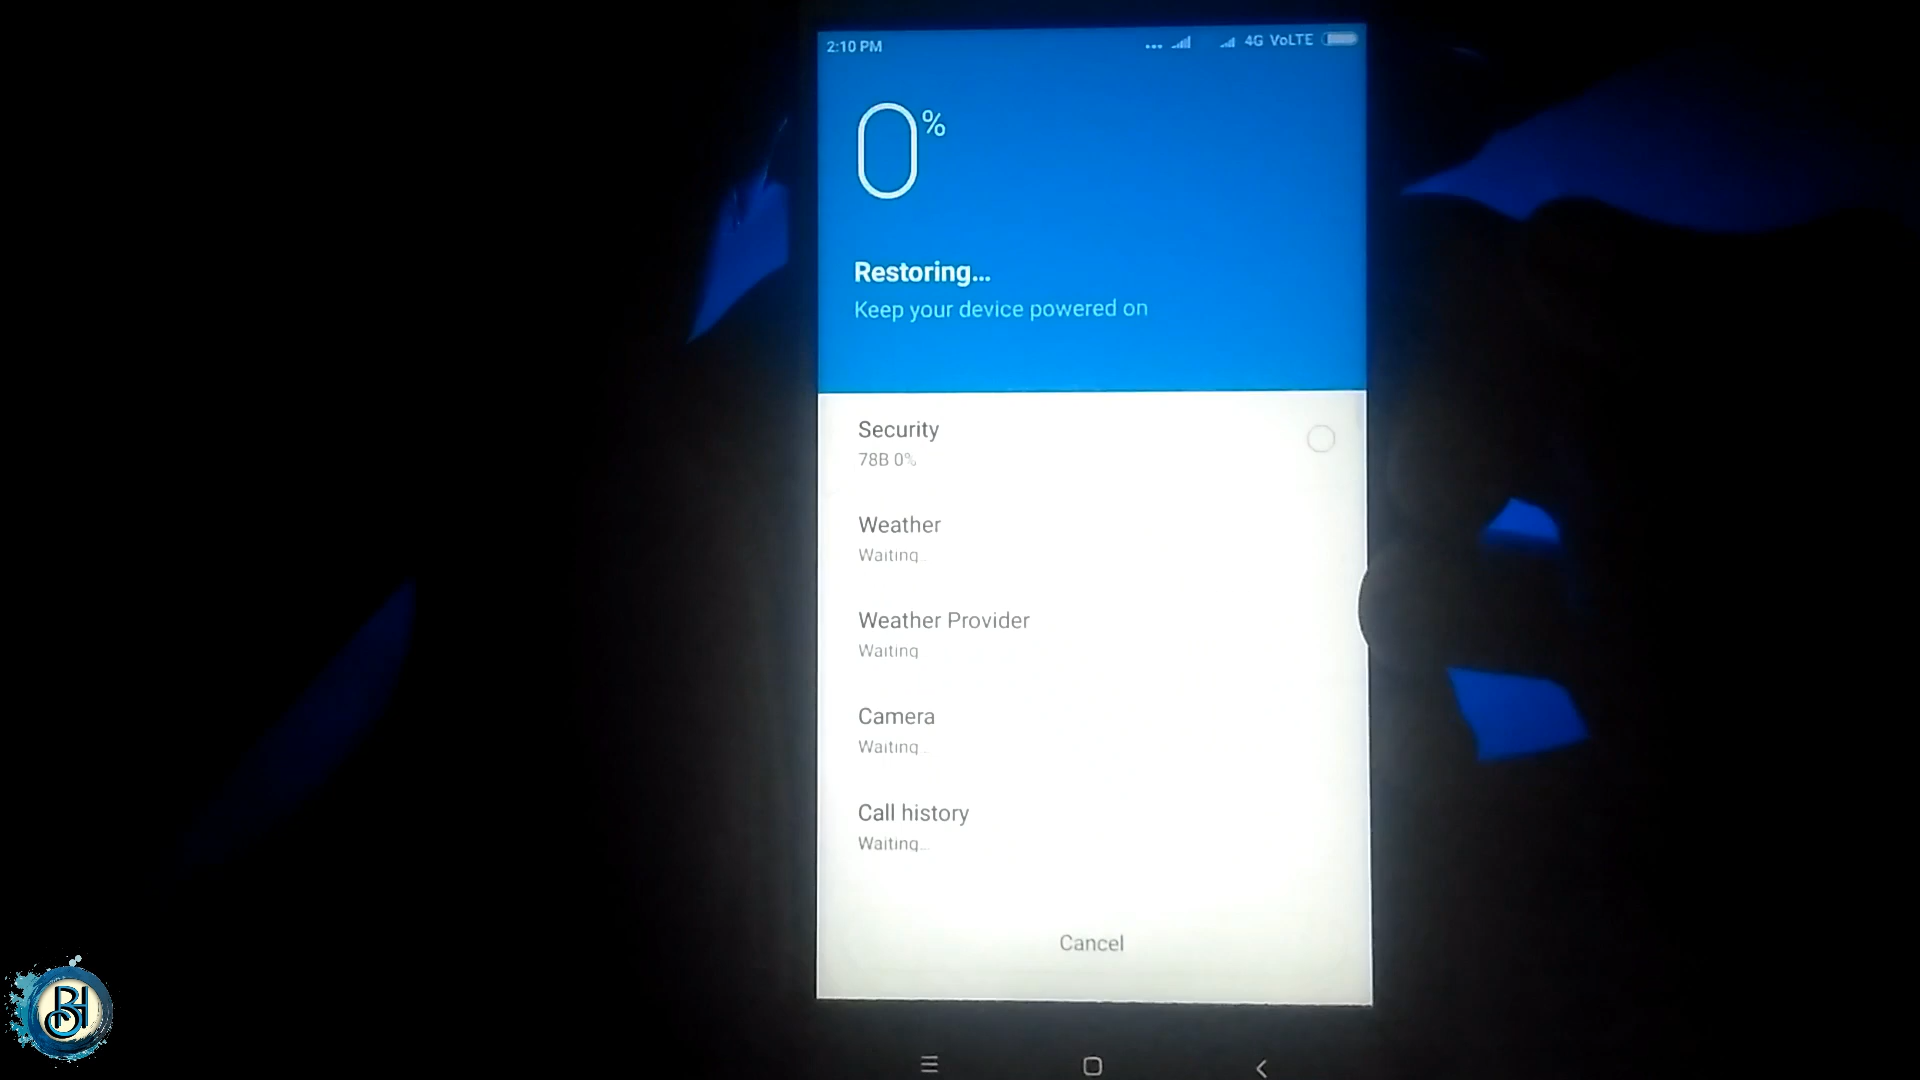 2:10 PM
... 4G VoLTE
0%
Restoring...
Keep your device powered on
Security
78B 0%
Weather
Waiting...
Weather Provider
Waiting
Camera
Waiting...
Call history
Waiting...
Cancel